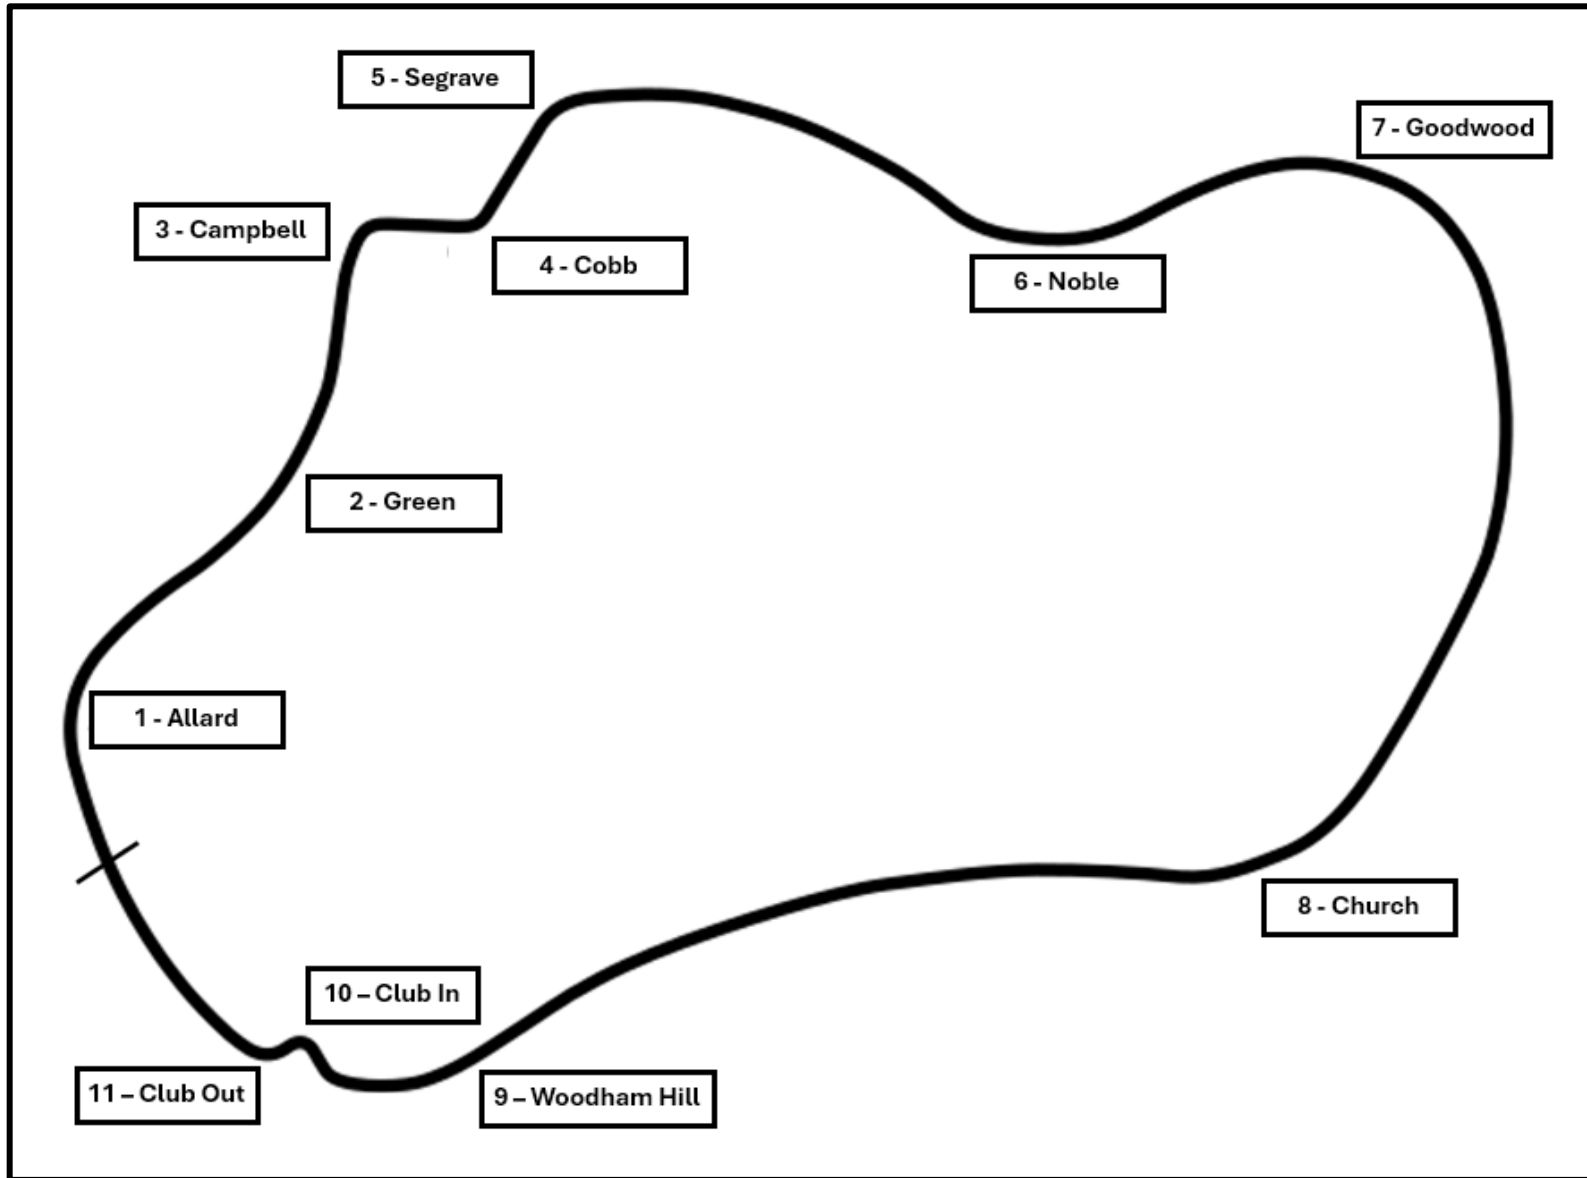 5 - Segrave
7 - Goodwood
3 - Campbell
4 - Cobb
6 - Noble
2 - Green
1 - Allard
8 - Church
10 – Club In
11 – Club Out
9 – Woodham Hill